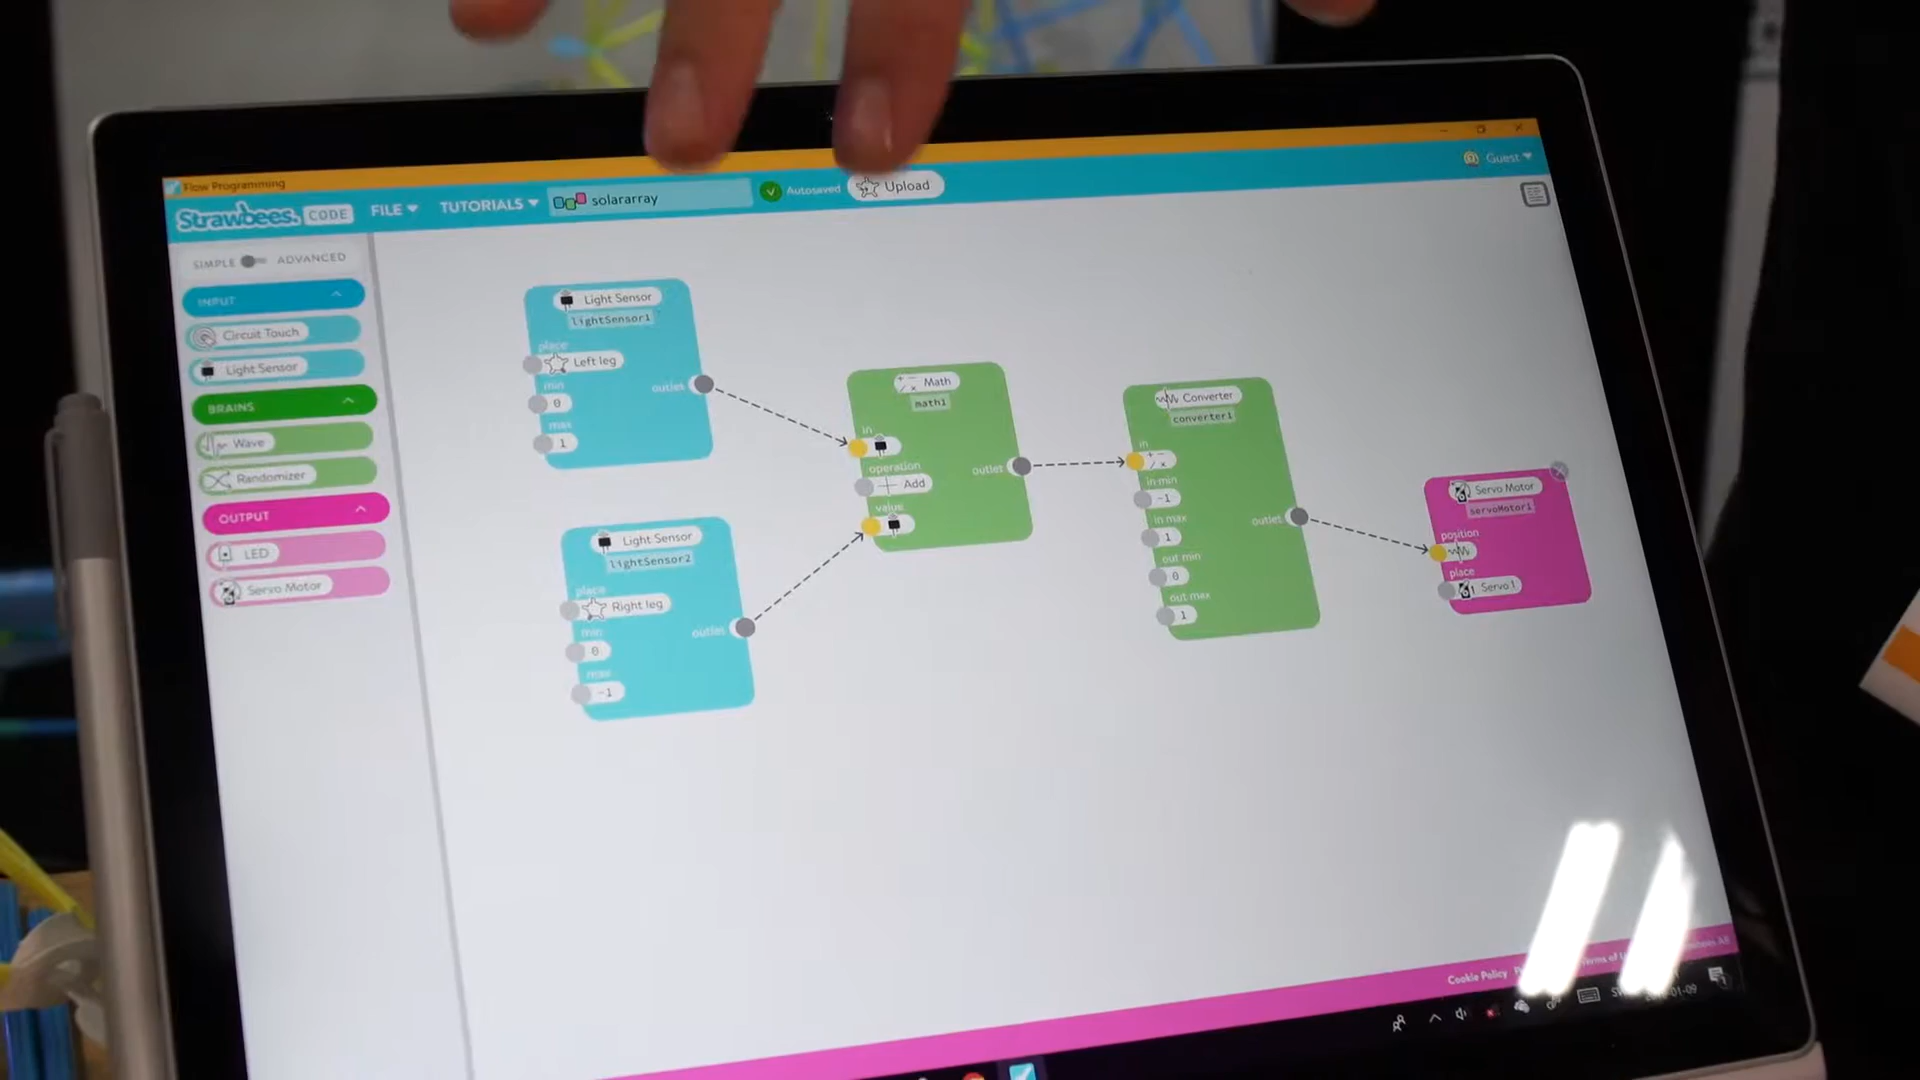 Flow Programming
Guest
Strawbees. CODE FILE TUTORIALS solararray Autosaved Upload
SIMPLE ADVANCED
INPUT
Circuit Touch
Light Sensor
BRAINS
Wave
Randomizer
OUTPUT
LED
Servo Motor
Light Sensor
lightSensor1
place
Left leg
min
0
max
1
outlet
Light Sensor
lightSensor2
place
Right leg
min
0
max
-1
outlet
Math
math1
in
operation
Add
value
outlet
Converter
converter1
in
in min
-1
in max
1
out min
0
out max
1
outlet
Servo Motor
servoMotor1
position
place
Servo 1
Cookie Policy
Terms of
01-09